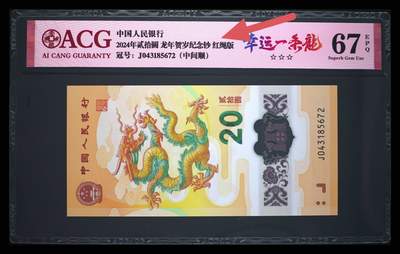 ACG
AI CANG GUARANTY
中国人民银行
2024年贰拾圆 龙年贺岁纪念钞 红绳版
冠号：J043185672（中间顺）
幸运一条龍
☆☆☆
67
EPQ
Superb Gem Unc
中国人民银行
贰拾圆
20
J043185672